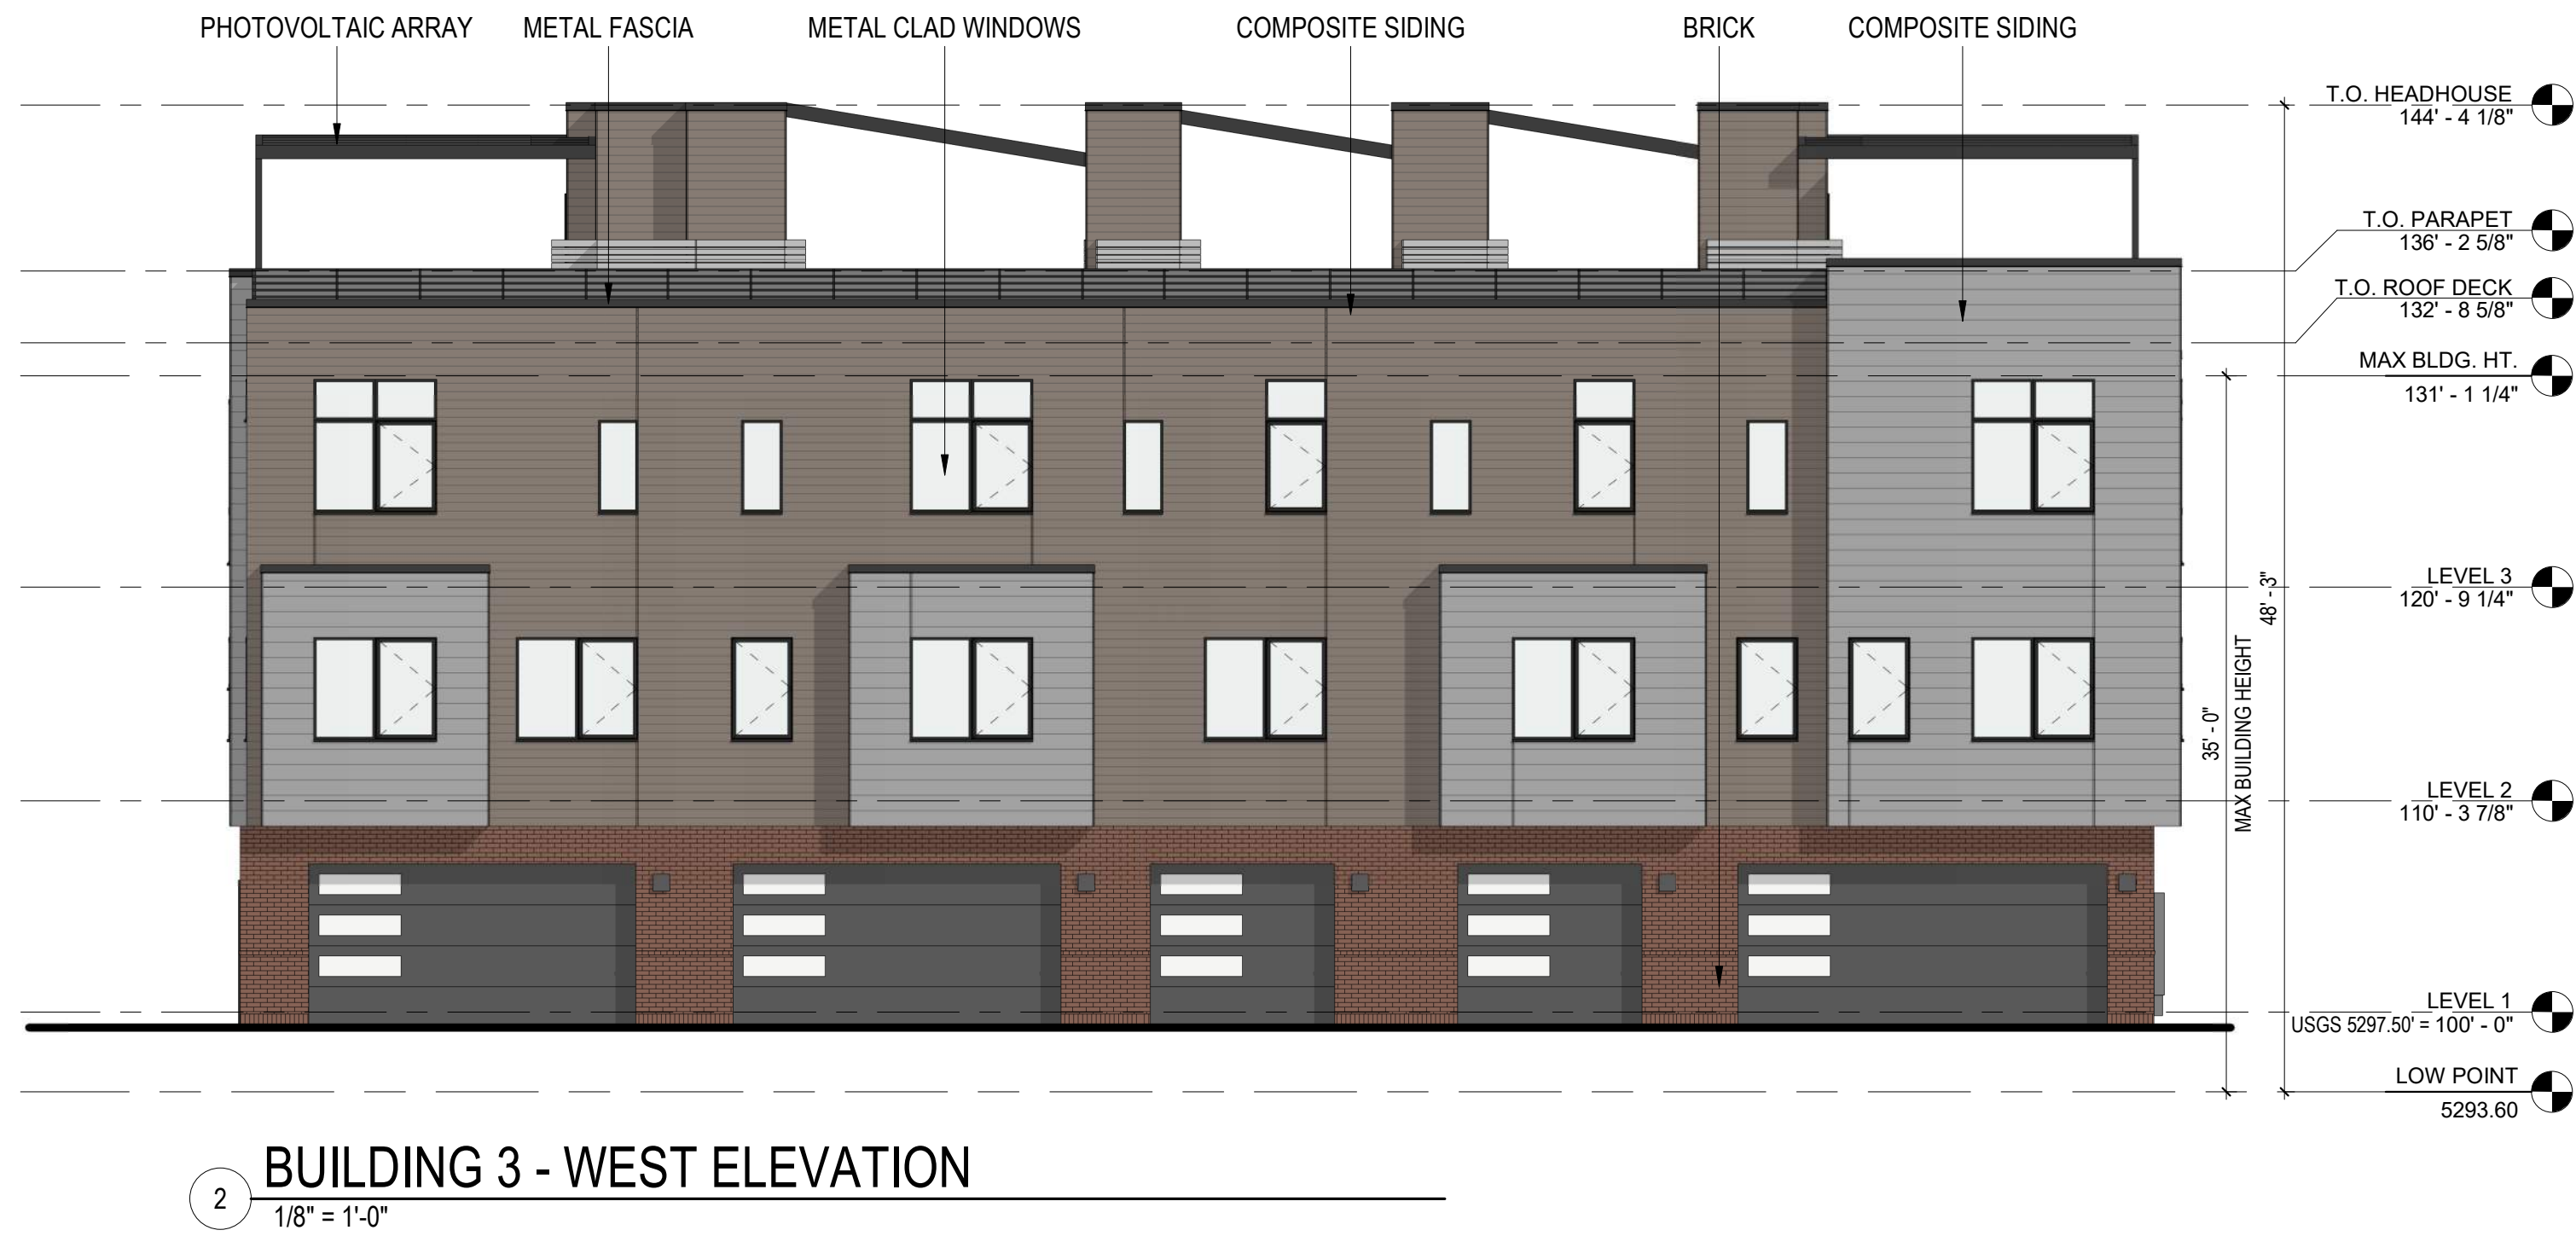 PHOTOVOLTAIC ARRAY
METAL FASCIA
METAL CLAD WINDOWS
COMPOSITE SIDING
BRICK
COMPOSITE SIDING
T.O. HEADHOUSE
144' - 4 1/8"
T.O. PARAPET
136' - 2 5/8"
T.O. ROOF DECK
132' - 8 5/8"
MAX BLDG. HT.
131' - 1 1/4"
LEVEL 3
120' - 9 1/4"
48' - 3"
35' - 0"
MAX BUILDING HEIGHT
LEVEL 2
110' - 3 7/8"
LEVEL 1
USGS 5297.50' = 100' - 0"
LOW POINT
5293.60
2
BUILDING 3 - WEST ELEVATION
1/8" = 1'-0"